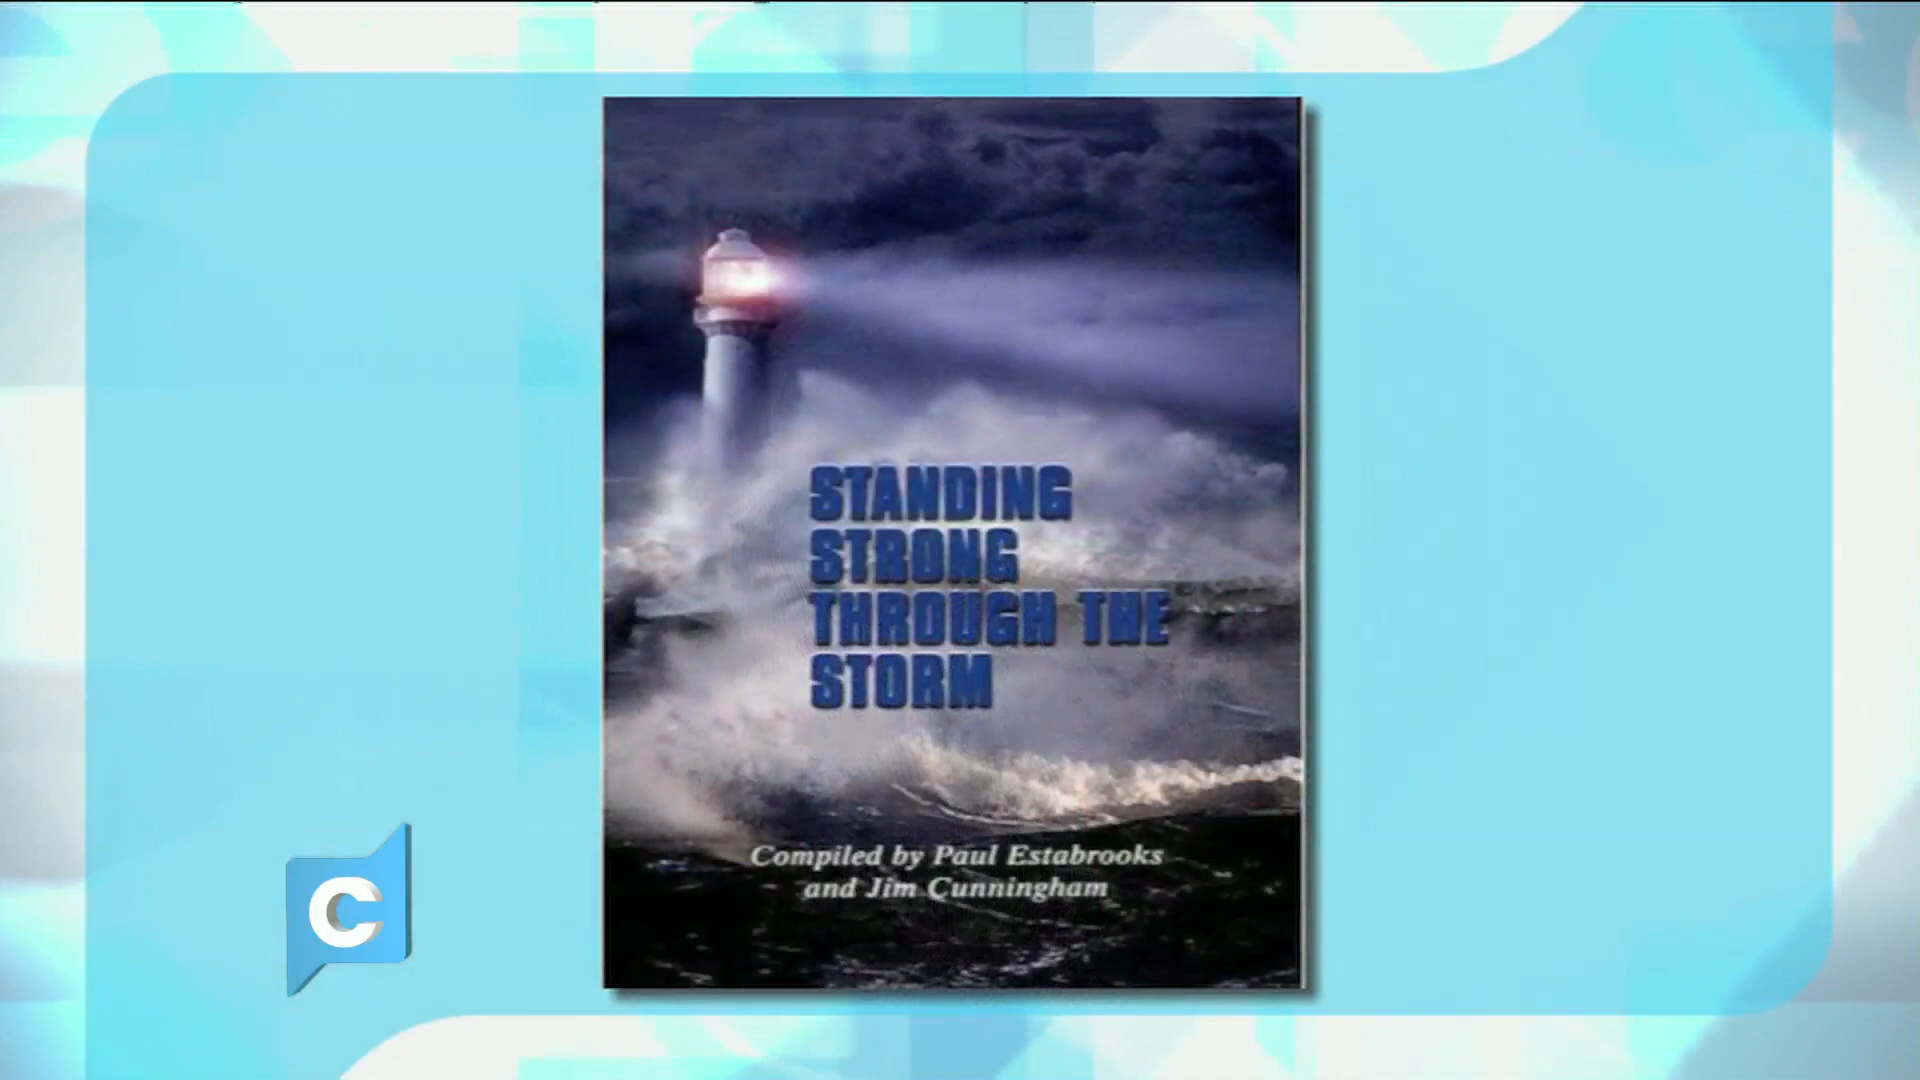 STANDING
STRONG
THROUGH THE
STORM
Compiled by Paul Estabrooks
and Jim Cunningham
C